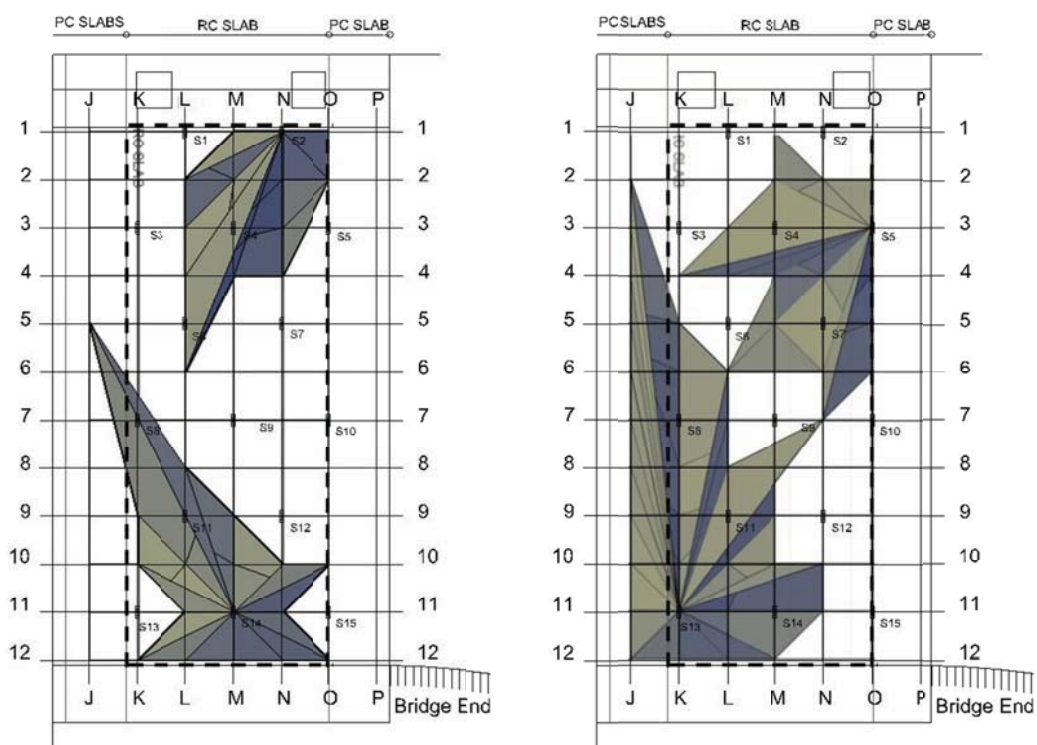 PC SLABS RC SLAB PC SLAB
J K L M N O P
1 S1 S2 1
RC SLAB
2 2
3 S3 S4 S5 3
4 4
5 S6 S7 5
6 6
7 S8 S9 S10 7
8 8
9 S11 S12 9
10 10
11 S13 S14 S15 11
12 12
J K L M N O P
Bridge End
PC SLABS RC SLAB PC SLAB
J K L M N O P
1 S1 S2 1
2 2
3 S3 S4 S5 3
4 4
5 S6 S7 5
6 6
7 S8 S9 S10 7
8 8
9 S11 S12 9
10 10
11 S13 S14 S15 11
12 12
J K L M N O P
Bridge End